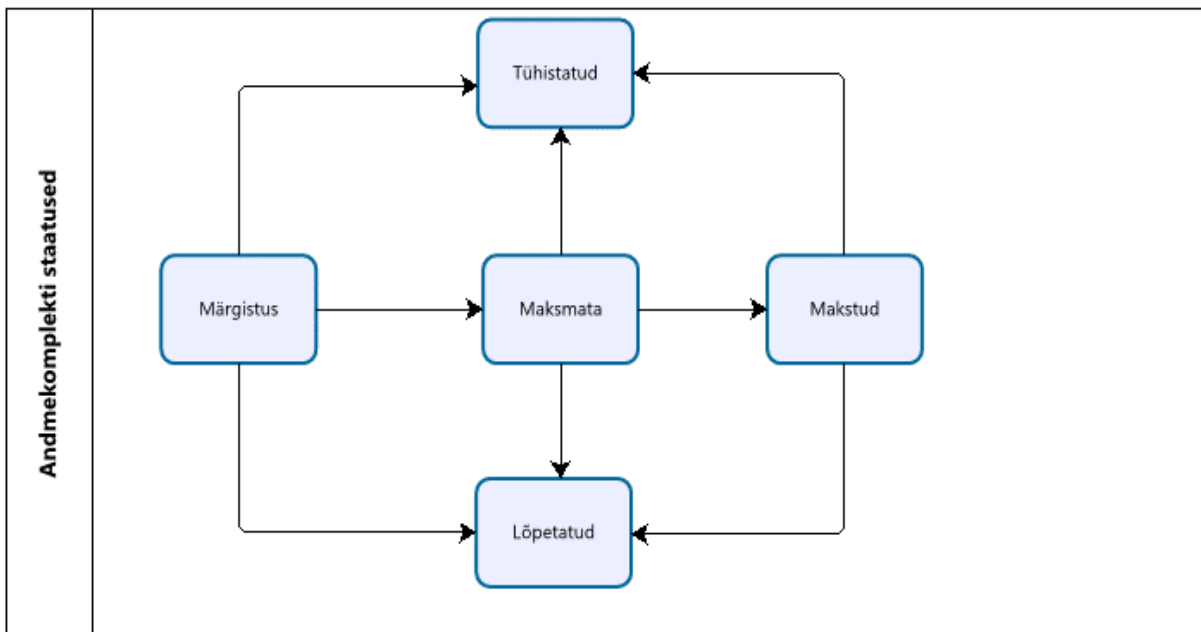 Andmekomplekti staatused
Tühistatud
Märgistus
Maksmata
Makstud
Lõpetatud